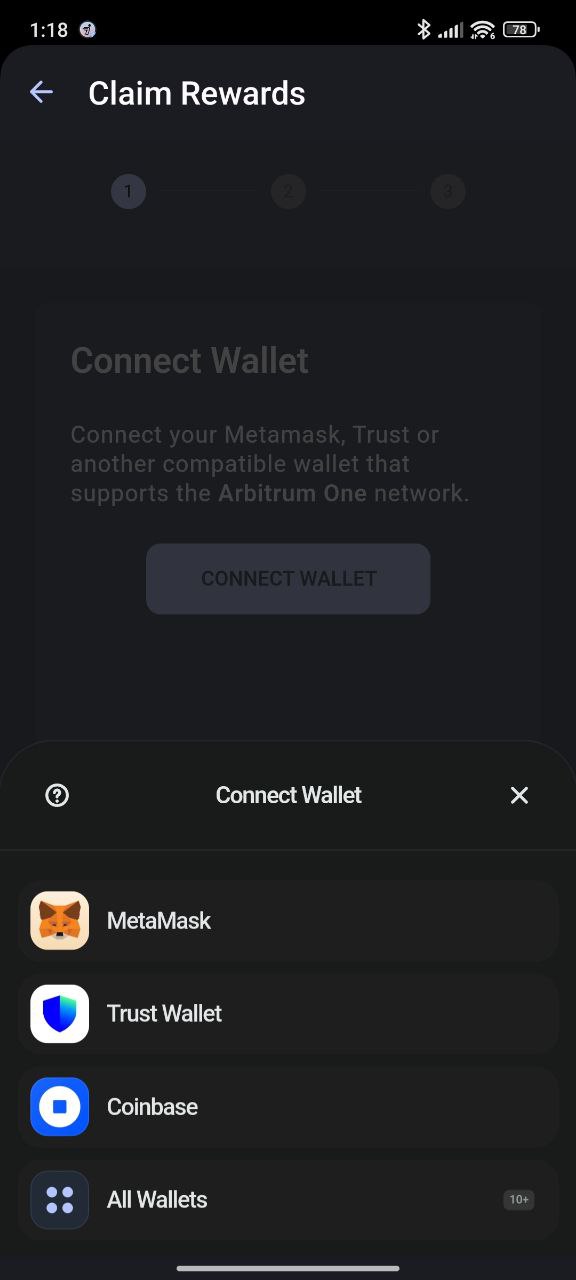 1:18
6
78
Claim Rewards
1
2
3
Connect Wallet
Connect your Metamask, Trust or
another compatible wallet that
supports the Arbitrum One network.
CONNECT WALLET
Connect Wallet
MetaMask
Trust Wallet
Coinbase
All Wallets
10+